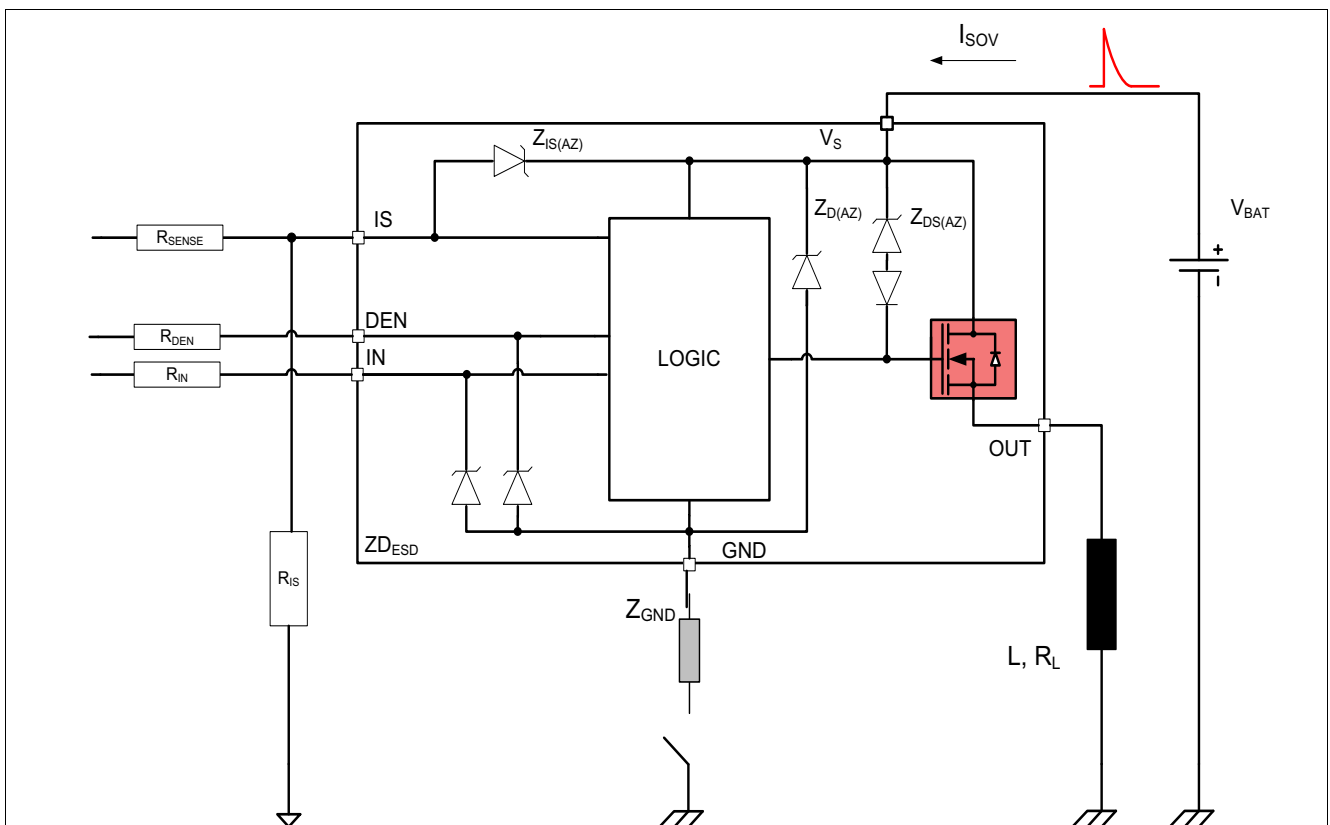 I_SOV
Z_IS(AZ)
V_S
IS
Z_D(AZ)
Z_DS(AZ)
V_BAT
R_SENSE
+
-
DEN
R_DEN
IN
LOGIC
R_IN
OUT
ZD_ESD
GND
R_IS
Z_GND
L, R_L